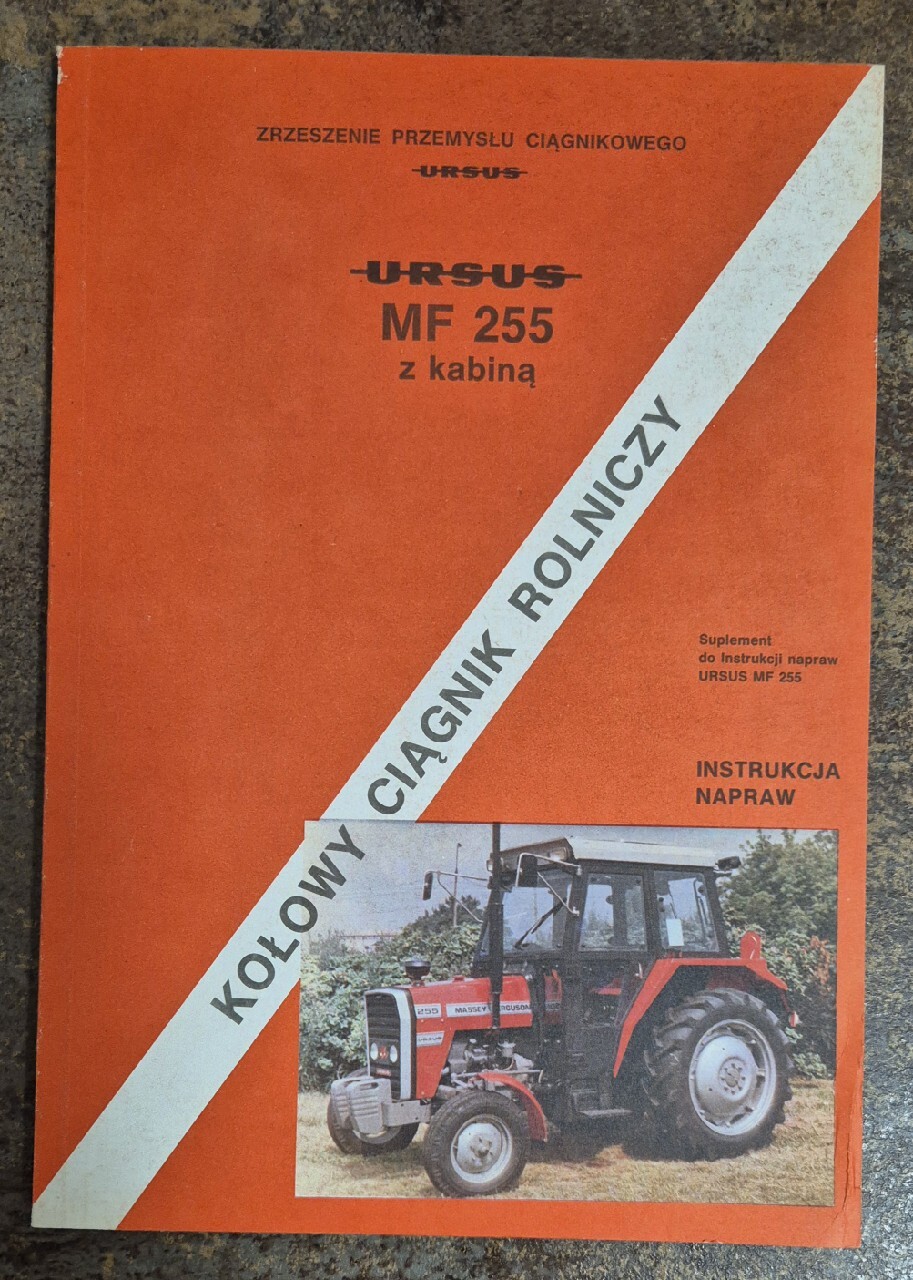 ZRZESZENIE PRZEMYSŁU CIĄGNIKOWEGO
URSUS
URSUS
MF 255
z kabiną
KOŁOWY CIĄGNIK ROLNICZY
Suplement
do Instrukcji napraw
URSUS MF 255
INSTRUKCJA
NAPRAW
255 MASSEY FERGUSON